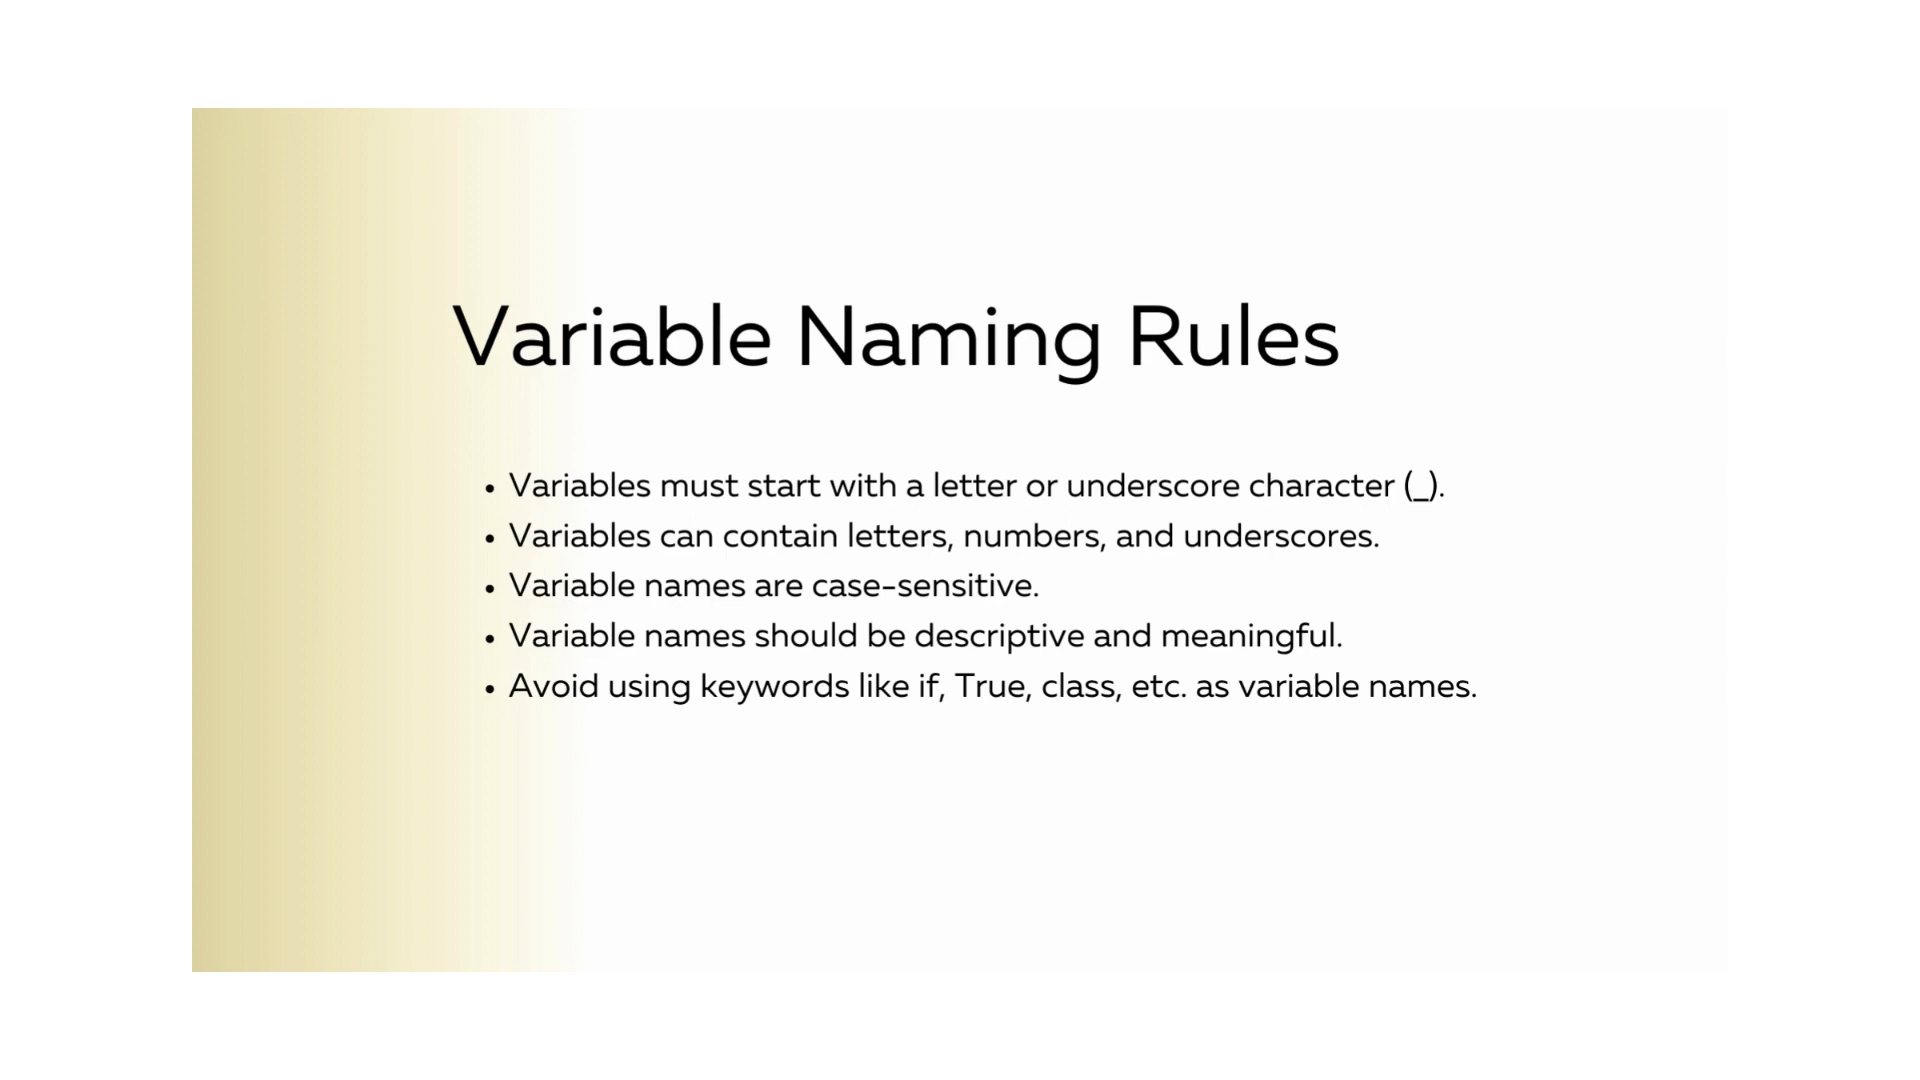 Variable Naming Rules
• Variables must start with a letter or underscore character (_).
• Variables can contain letters, numbers, and underscores.
• Variable names are case-sensitive.
• Variable names should be descriptive and meaningful.
• Avoid using keywords like if, True, class, etc. as variable names.